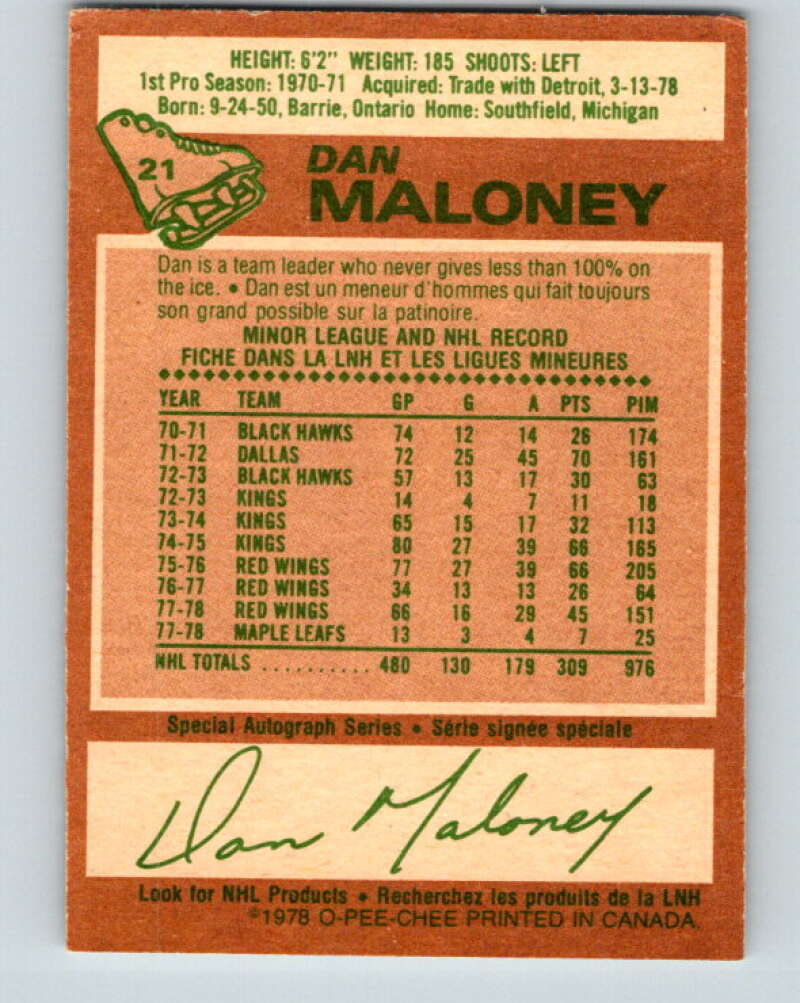 HEIGHT: 6'2" WEIGHT: 185 SHOOTS: LEFT
1st Pro Season: 1970-71 Acquired: Trade with Detroit, 3-13-78
Born: 9-24-50, Barrie, Ontario Home: Southfield, Michigan
21
DAN
MALONEY
Dan is a team leader who never gives less than 100% on
the ice. • Dan est un meneur d'hommes qui fait toujours
son grand possible sur la patinoire.
MINOR LEAGUE AND NHL RECORD
FICHE DANS LA LNH ET LES LIGUES MINEURES
YEAR TEAM GP G A PTS PIM
70-71 BLACK HAWKS 74 12 14 26 174
71-72 DALLAS 72 25 45 70 161
72-73 BLACK HAWKS 57 13 17 30 63
72-73 KINGS 14 4 7 11 18
73-74 KINGS 65 15 17 32 113
74-75 KINGS 80 27 39 66 165
75-76 RED WINGS 77 27 39 66 205
76-77 RED WINGS 34 13 13 26 64
77-78 RED WINGS 66 16 29 45 151
77-78 MAPLE LEAFS 13 3 4 7 25
NHL TOTALS .......... 480 130 179 309 976
Special Autograph Series • Série signée spéciale
Dan Maloney
Look for NHL Products • Recherchez les produits de la LNH
©1978 O-PEE-CHEE PRINTED IN CANADA.